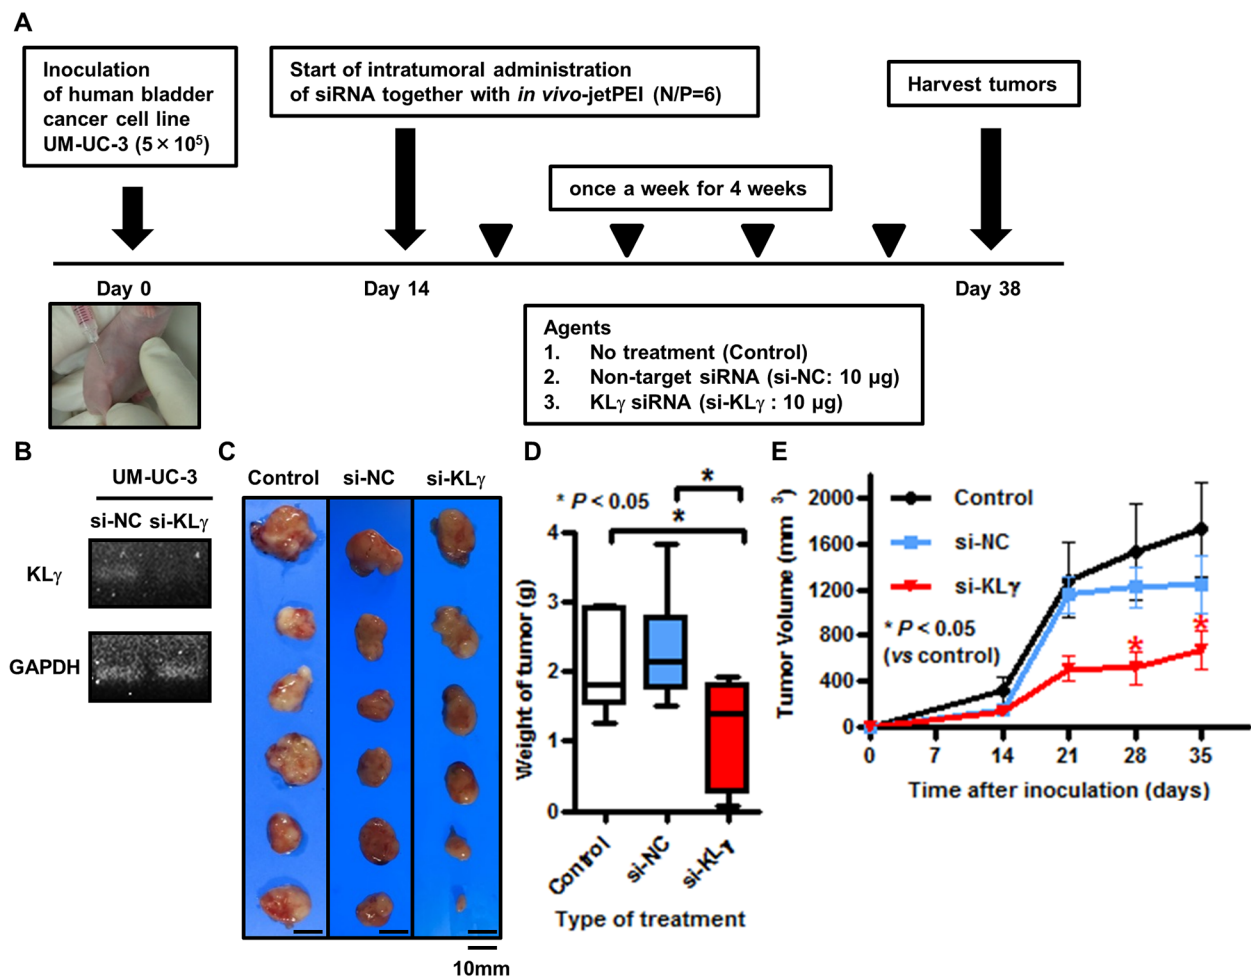 A
Inoculation
of human bladder
cancer cell line
UM-UC-3 (5×10⁵)
Start of intratumoral administration
of siRNA together with in vivo-jetPEI (N/P=6)
Harvest tumors
once a week for 4 weeks
Day 0
Day 14
Day 38
Agents
1. No treatment (Control)
2. Non-target siRNA (si-NC: 10 μg)
3. KLγ siRNA (si-KLγ : 10 μg)
B
UM-UC-3
si-NC si-KLγ
KLγ
GAPDH
C
Control si-NC si-KLγ
10mm
D
* P < 0.05
*
*
Weight of tumor (g)
4
3
2
1
0
Control
si-NC
si-KL-γ
Type of treatment
E
Tumor Volume (mm ³)
2000
1600
1200
800
400
0
Control
si-NC
si-KLγ
* P < 0.05
(vs control)
*
*
0 7 14 21 28 35
Time after inoculation (days)